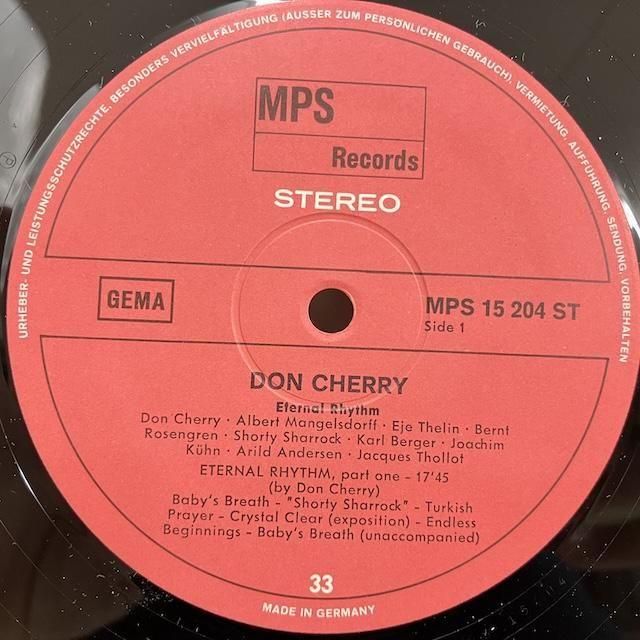 URHEBER- UND LEISTUNGSSCHUTZRECHTE, BESONDERS VERVIELFÄLTIGUNG (AUSSER ZUM PERSÖNLICHEN GEBRAUCH), VERMIETUNG, AUFFÜHRUNG, SENDUNG, VORBEHALTEN
MPS
Records
STEREO
GEMA
MPS 15 204 ST
Side 1
DON CHERRY
Eternal Rhythm
Don Cherry · Albert Mangelsdorff · Eje Thelin · Bernt
Rosengren · Shorty Sharrock · Karl Berger · Joachim
Kühn · Arild Andersen · Jacques Thollot
ETERNAL RHYTHM, part one - 17'45
(by Don Cherry)
Baby's Breath - "Shorty Sharrock" - Turkish
Prayer - Crystal Clear (exposition) - Endless
Beginnings - Baby's Breath (unaccompanied)
33
MADE IN GERMANY